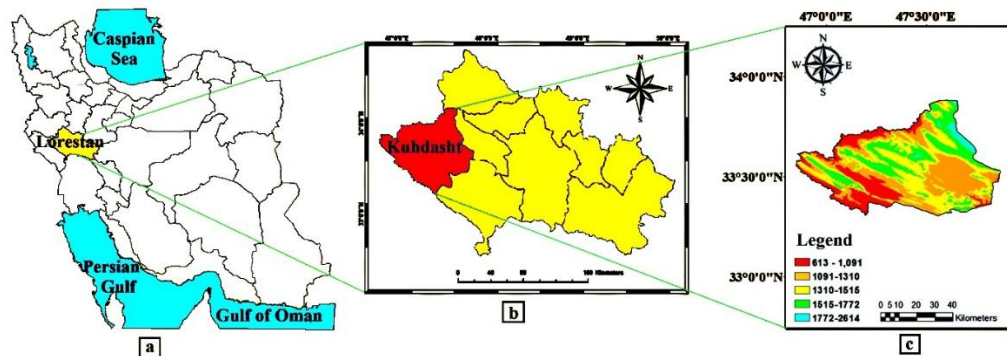 Caspian
Sea
Lorestan
Persian
Gulf
Gulf of Oman
a
N
W
E
S
Kuhdasht
0
40
80
160 Kilometers
b
47°0'0"E
47°30'0"E
N
W
E
S
34°0'0"N
33°30'0"N
33°0'0"N
Legend
613 - 1,091
1091-1310
1310-1515
1515-1772
1772-2614
0 5 10 20 30 40
Kilometers
c